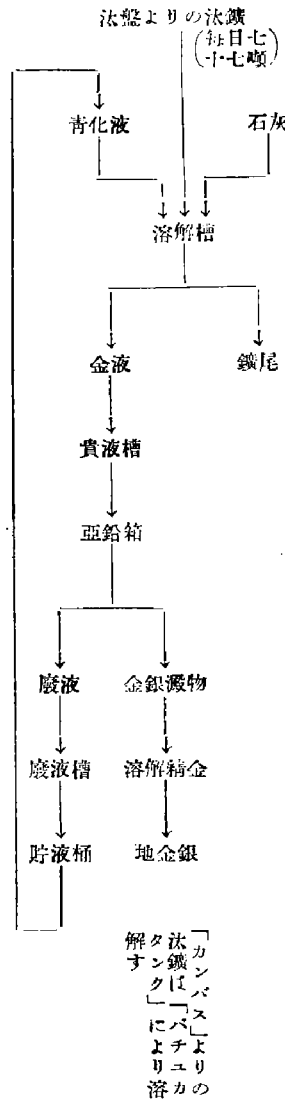 汰盤よりの汰鑛
(每日七
十七噸)
靑化液
石灰
溶解槽
金液
鑛尾
貴液槽
亞鉛箱
廢液
金銀澱物
廢液槽
溶解精金
貯液桶
地金銀
「カンバス」よりの
汰鑛は「パチユカ
タンク」により溶
解す